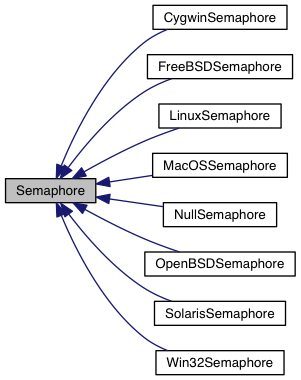 CygwinSemaphore
FreeBSDSemaphore
LinuxSemaphore
MacOSSemaphore
Semaphore
NullSemaphore
OpenBSDSemaphore
SolarisSemaphore
Win32Semaphore